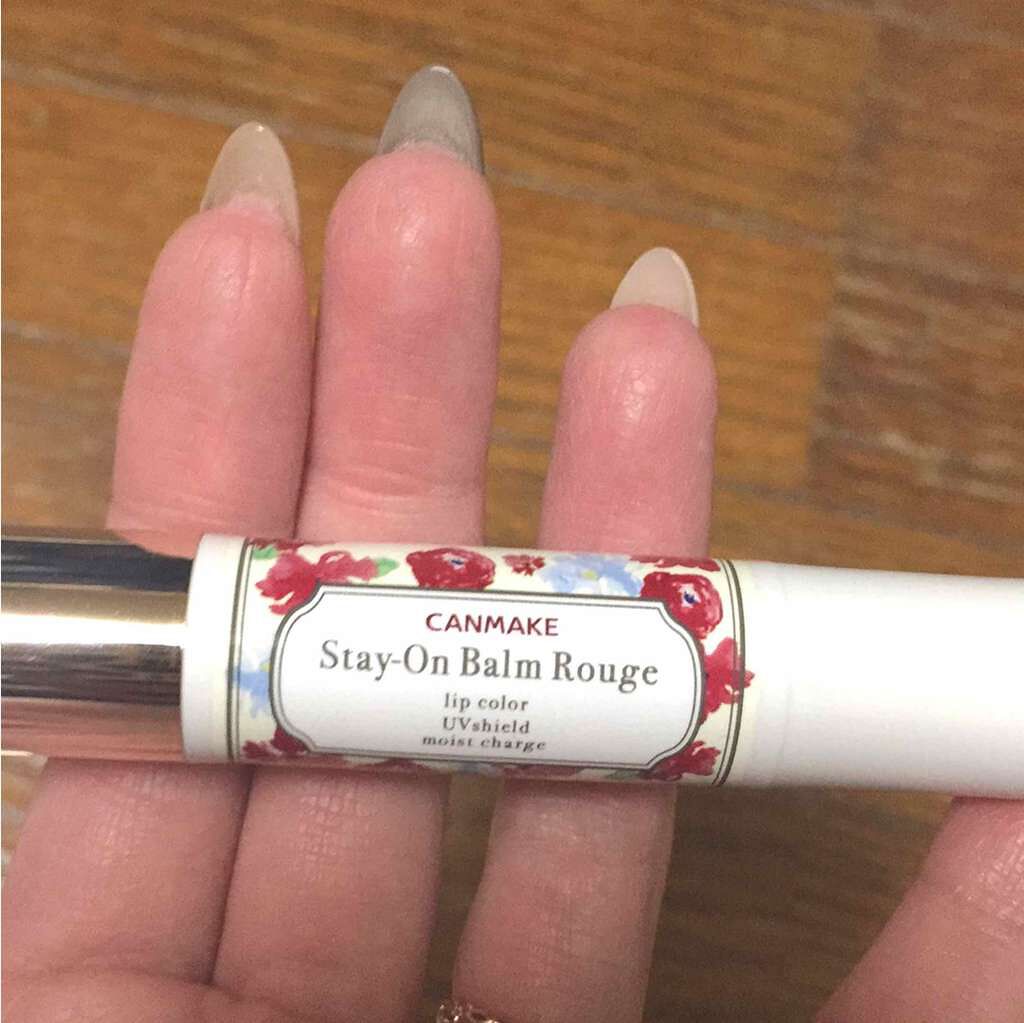 CANMAKE
Stay-On Balm Rouge
lip color
UVshield
moist charge